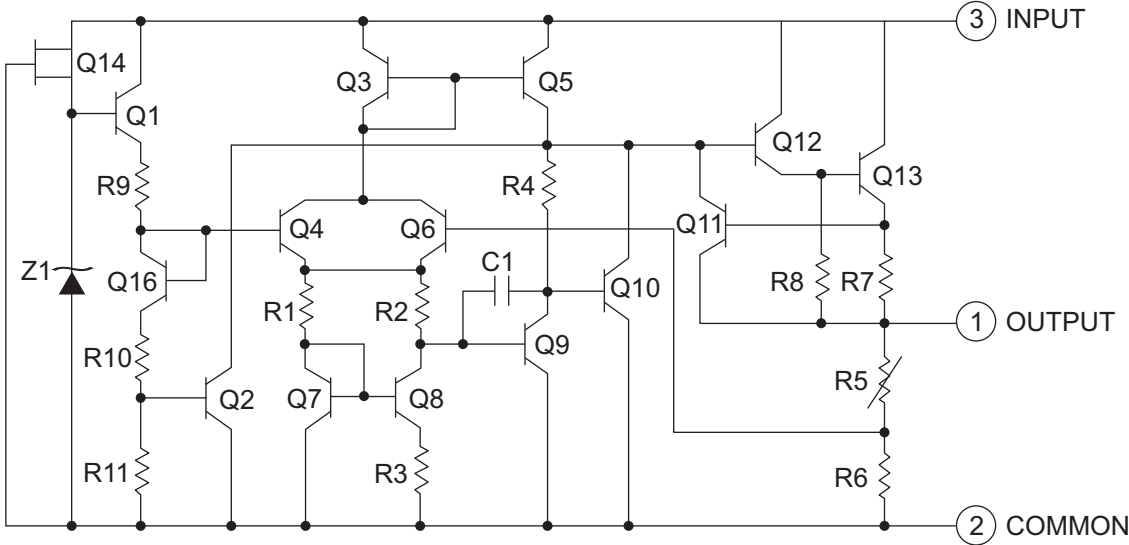 3 INPUT
Q14
Q3
Q5
Q1
Q12
R9
R4
Q13
Q4
Q6
Q11
Z1
Q16
C1
R1
R2
Q10
R8
R7
1 OUTPUT
R10
Q9
R5
Q2
Q7
Q8
R11
R3
R6
2 COMMON